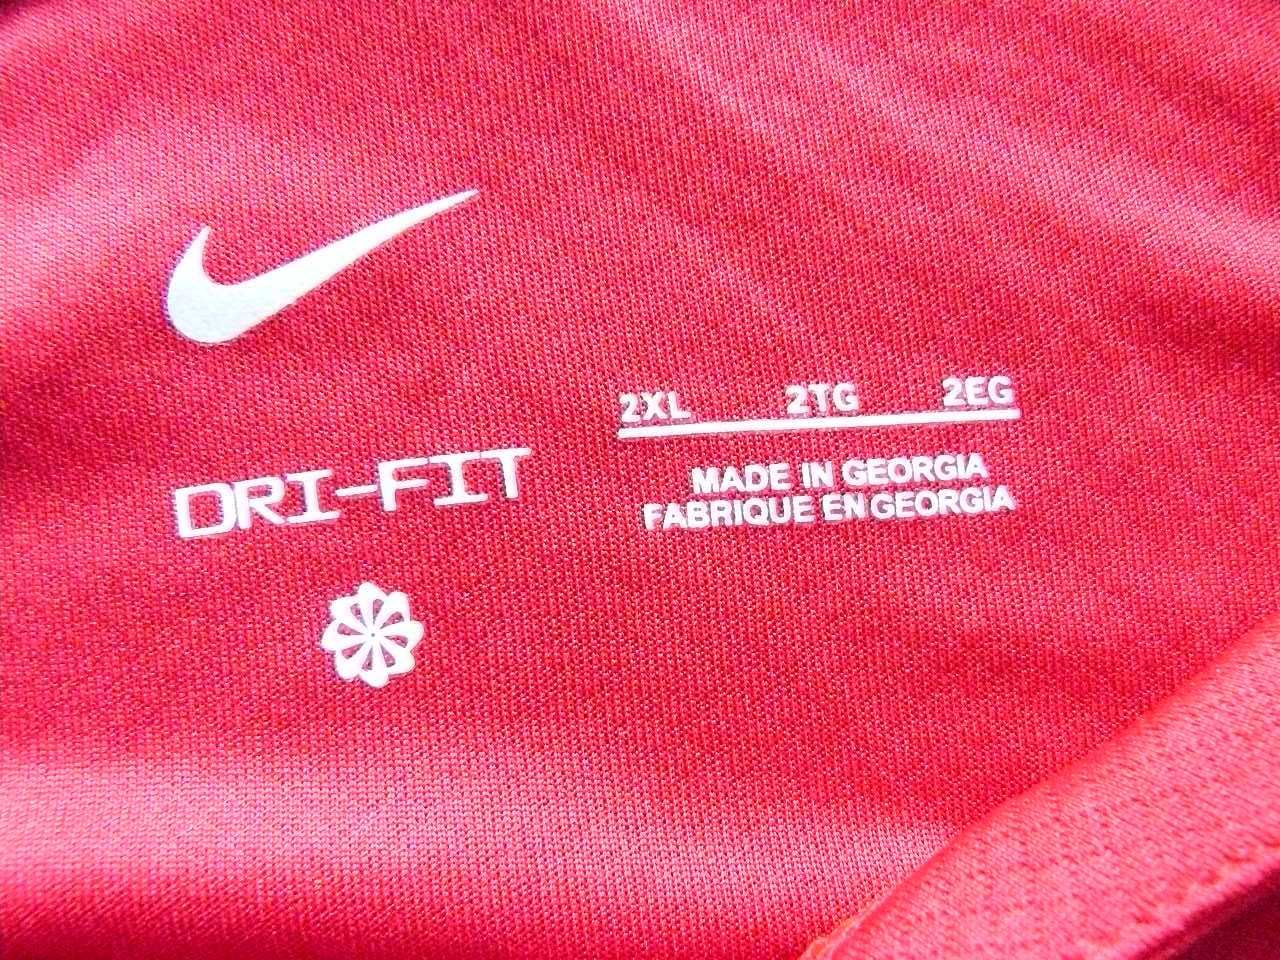 DRI-FIT
2XL 2TG 2EG
MADE IN GEORGIA
FABRIQUE EN GEORGIA